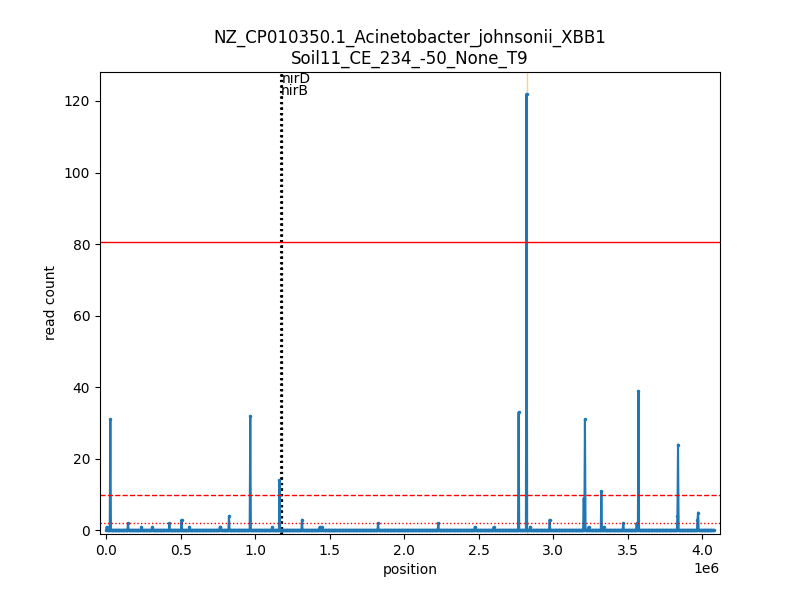 NZ_CP010350.1_Acinetobacter_johnsonii_XBB1
Soil11_CE_234_-50_None_T9
nirD
nirB
120
100
80
60
40
20
0
read count
0.0 0.5 1.0 1.5 2.0 2.5 3.0 3.5 4.0
1e6
position